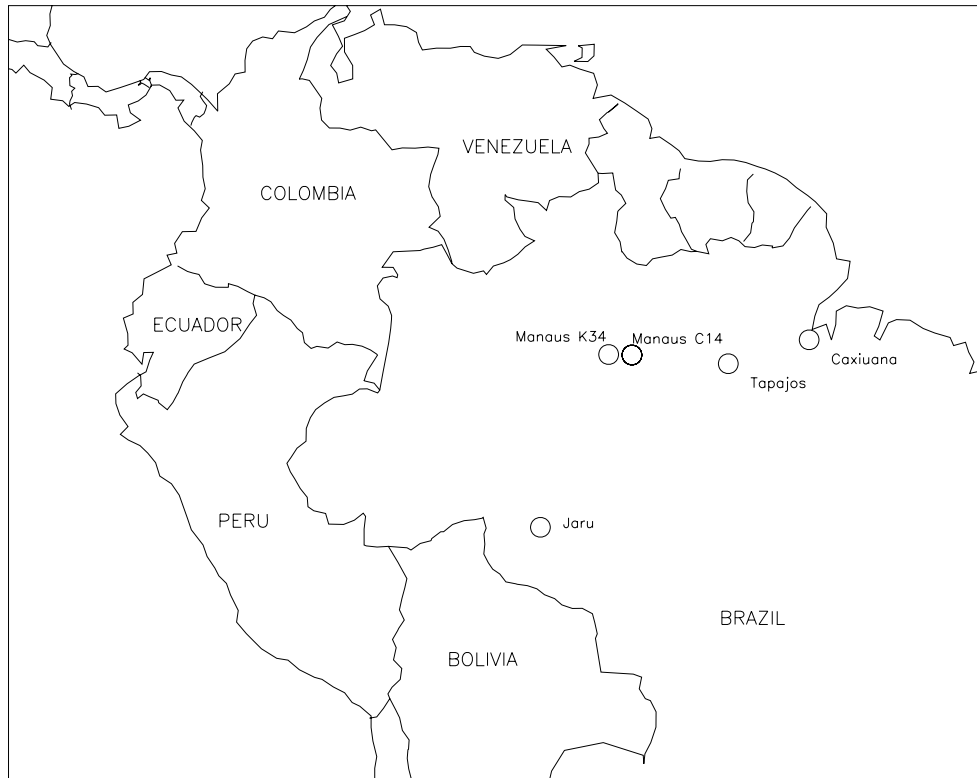 VENEZUELA
COLOMBIA
ECUADOR
Manaus K34
Manaus C14
Caxiuana
Tapajos
PERU
Jaru
BRAZIL
BOLIVIA